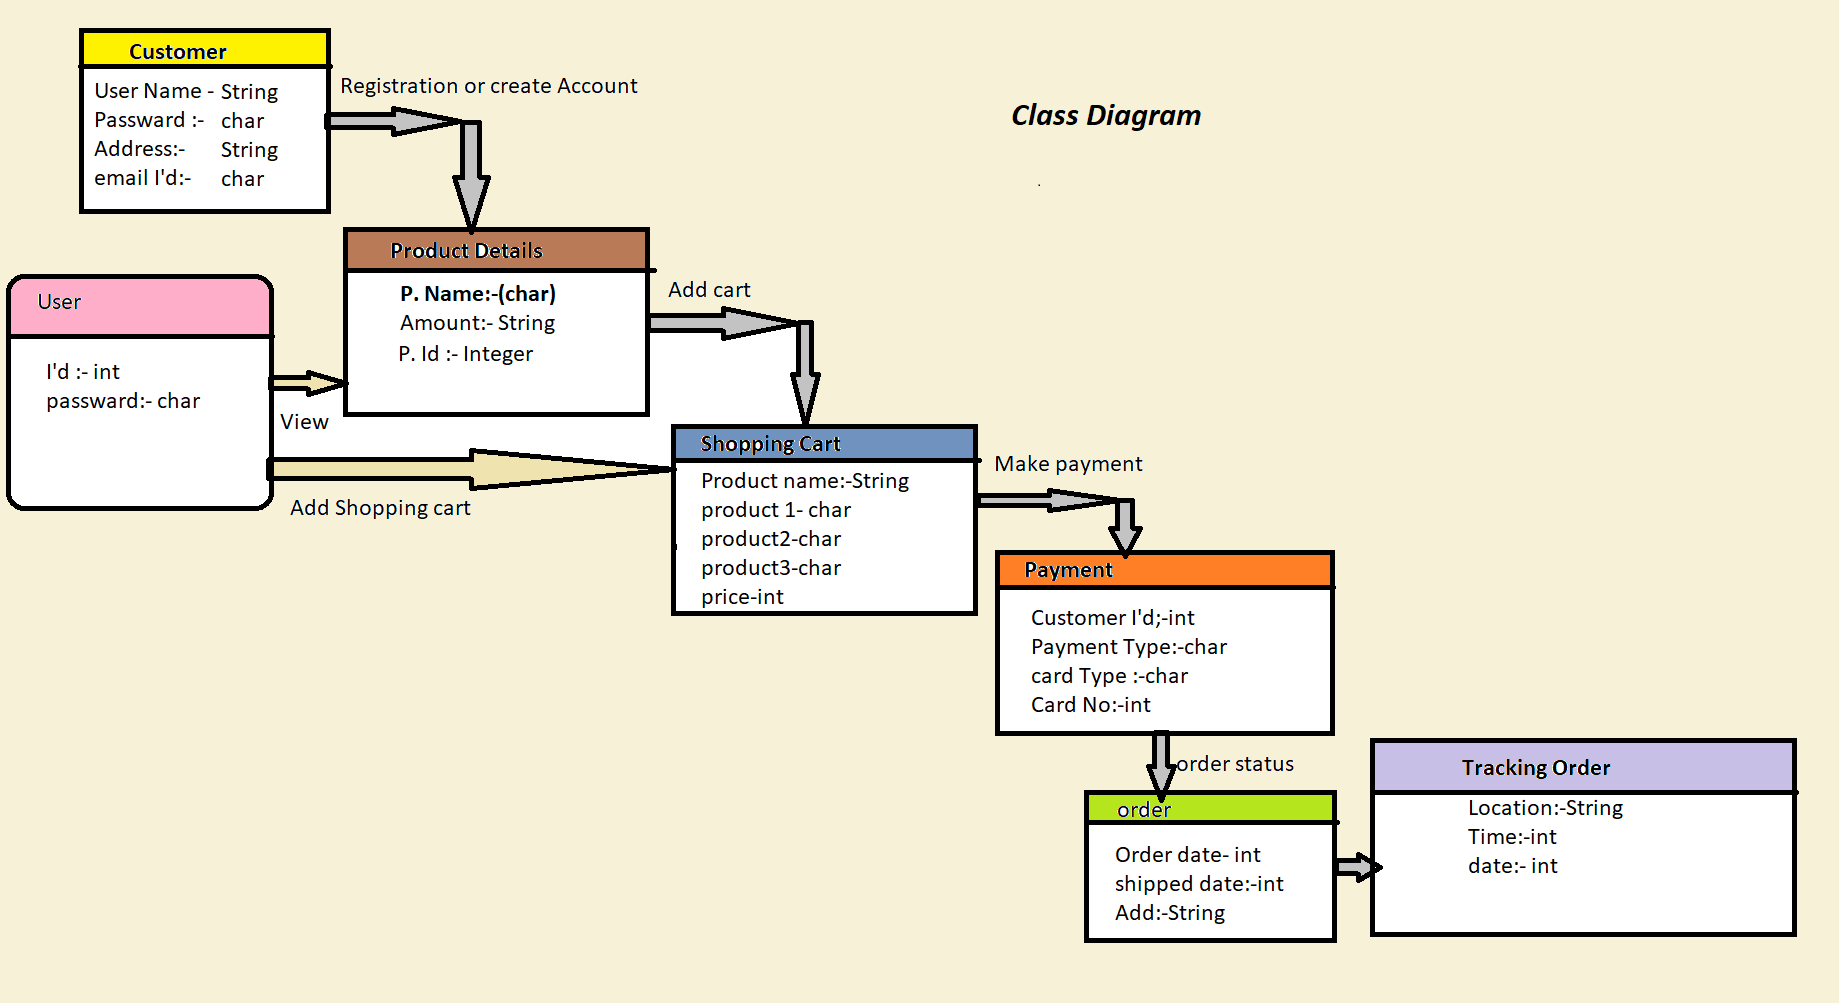 Class Diagram
Customer
User Name - String
Passward :- char
Address:- String
email I'd:- char
Registration or create Account
Product Details
P. Name:-(char)
Amount:- String
P. Id :- Integer
Add cart
User
I'd :- int
passward:- char
View
Add Shopping cart
Shopping Cart
Product name:-String
product 1- char
product2-char
product3-char
price-int
Make payment
Payment
Customer I'd;-int
Payment Type:-char
card Type :-char
Card No:-int
order status
order
Order date- int
shipped date:-int
Add:-String
Tracking Order
Location:-String
Time:-int
date:- int